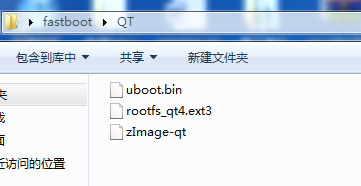 fastboot QT
包含到库中 共享 新建文件夹
uboot.bin
夹
rootfs_qt4.ext3
zImage-qt
面
近访问的位置